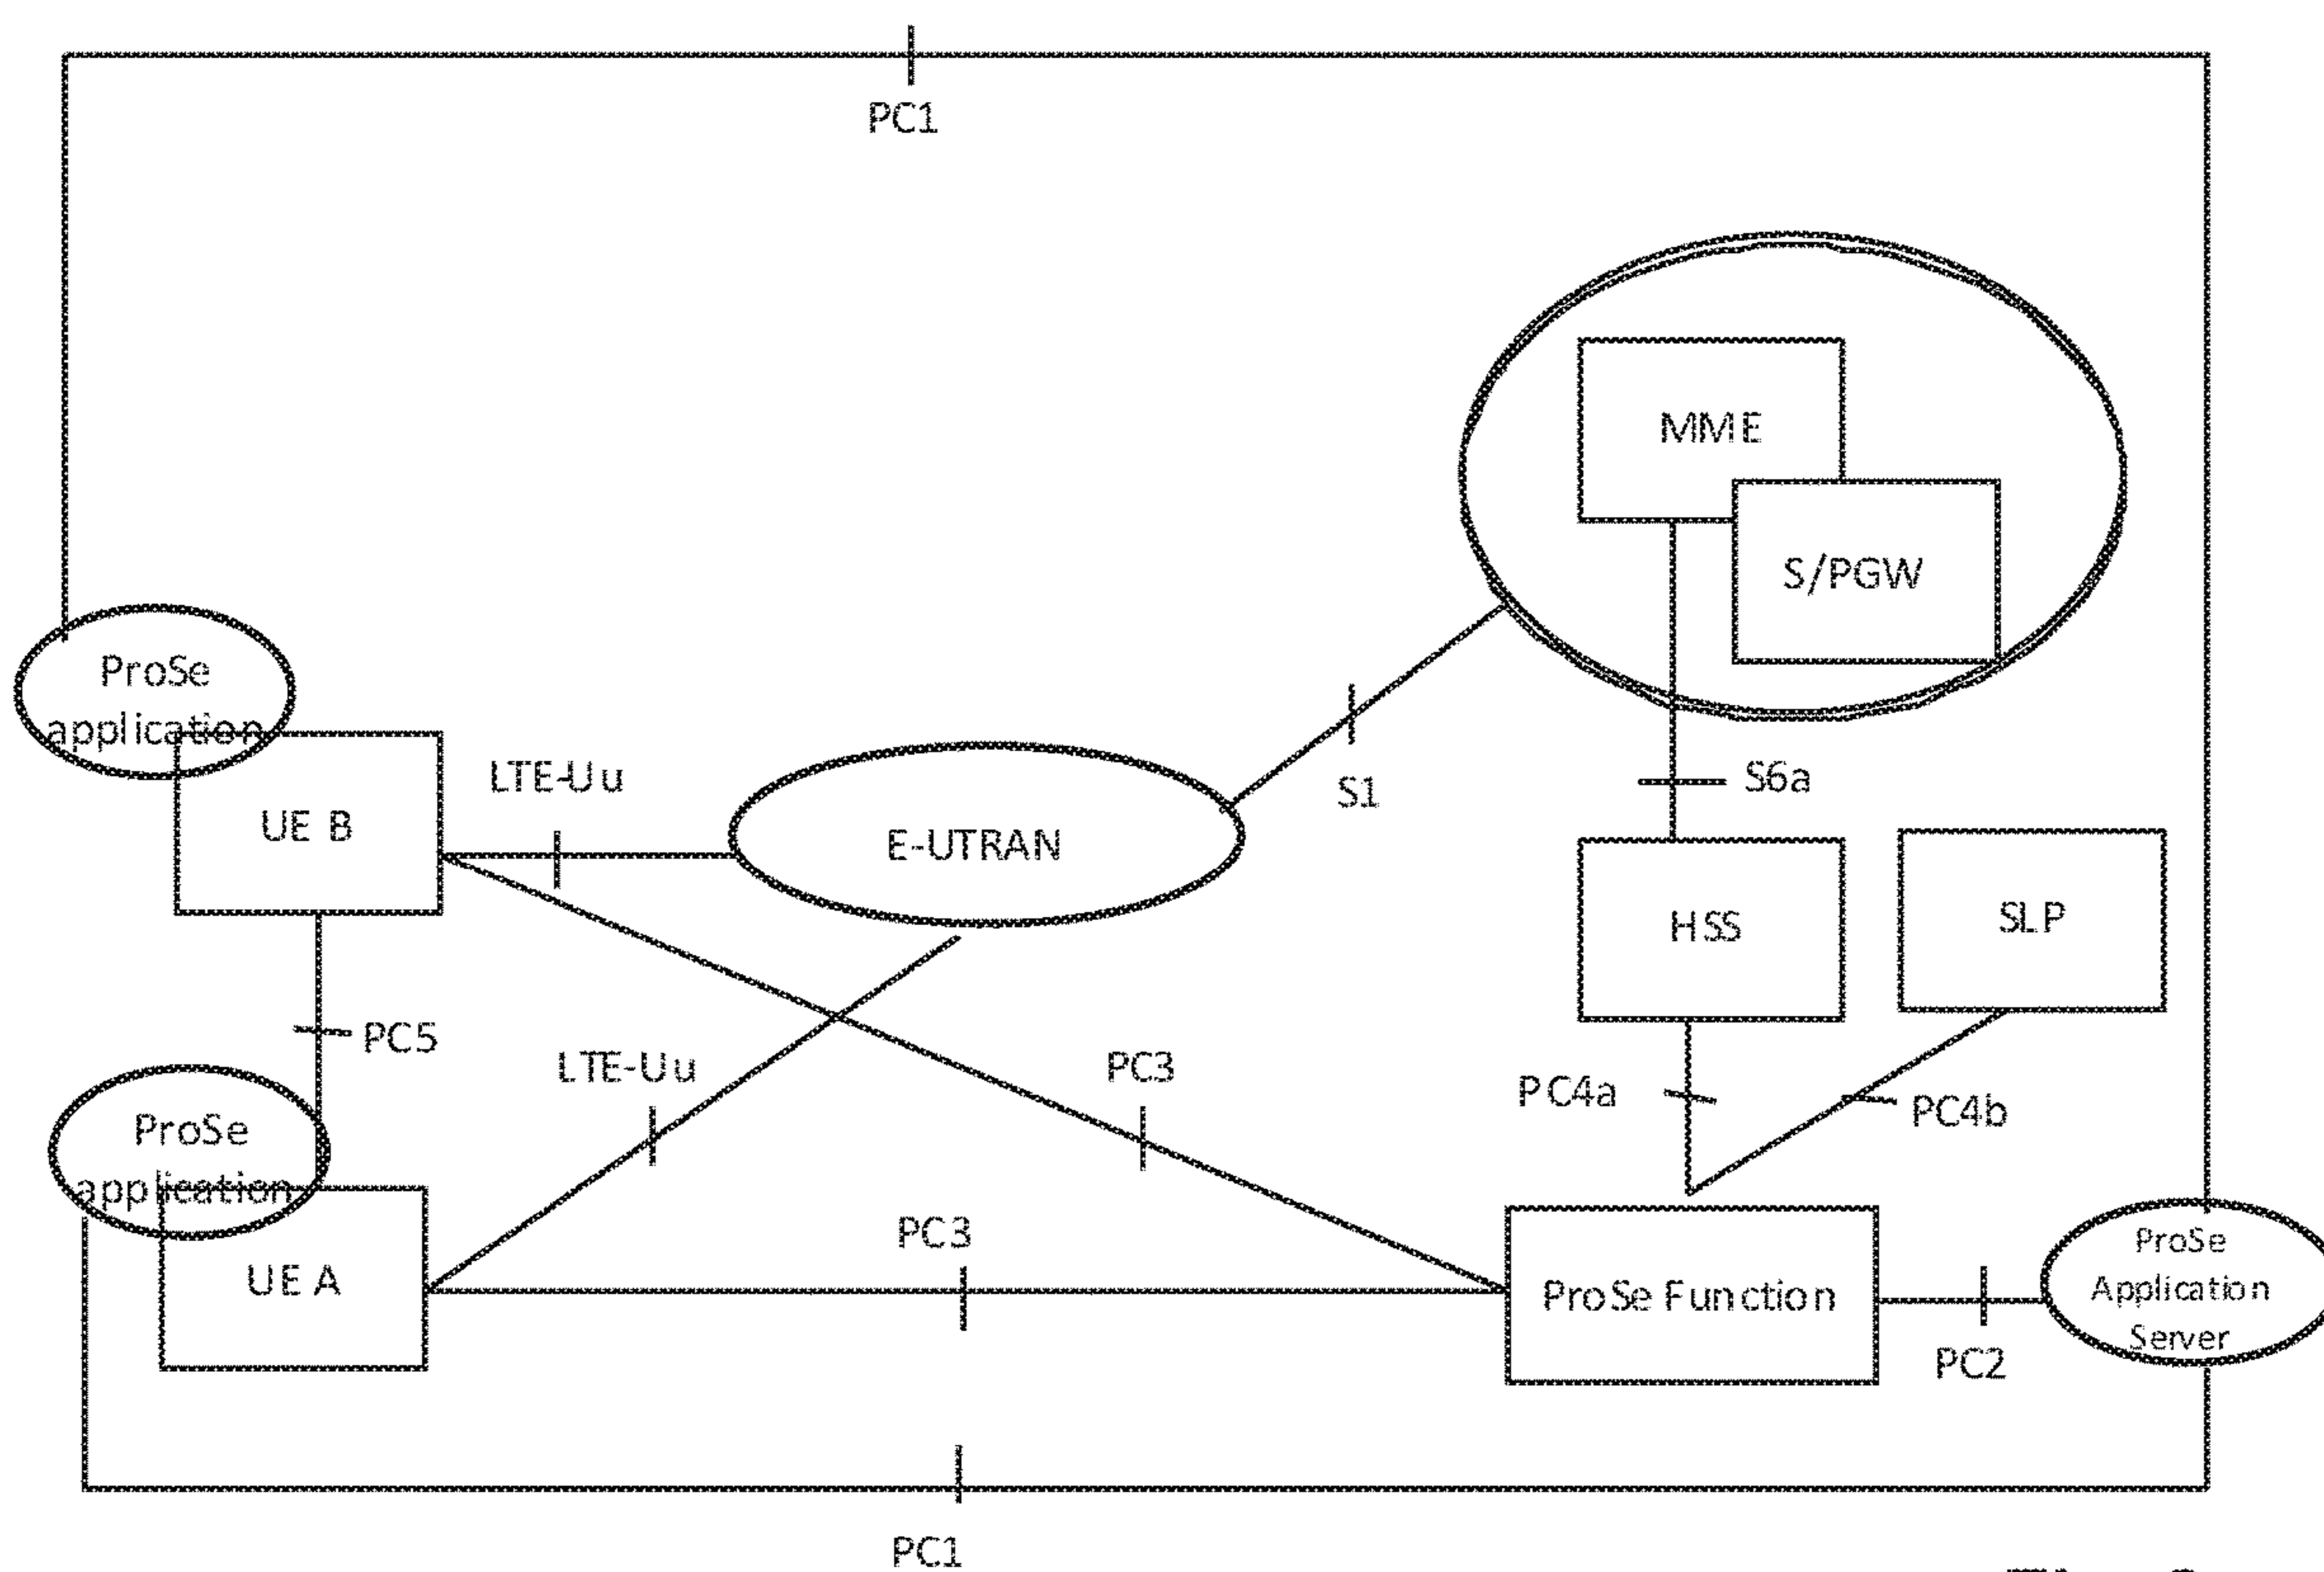 PC1
MME
S/PGW
ProSe
application
LTE-Uu
S1
S6a
UE B
E-UTRAN
HSS
SLP
PC5
LTE-Uu
PC3
PC4a
PC4b
ProSe
application
PC3
UE A
ProSe Function
ProSe
Application
Server
PC2
PC1